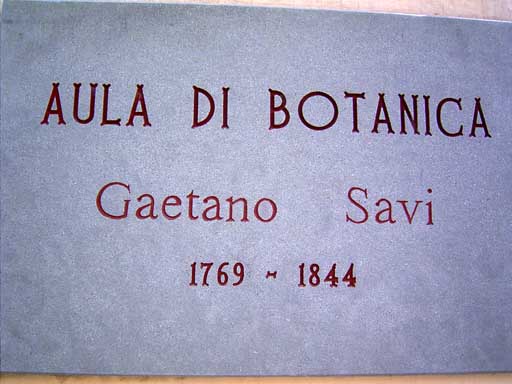 AULA DI BOTANICA
Gaetano Savi
1769 - 1844